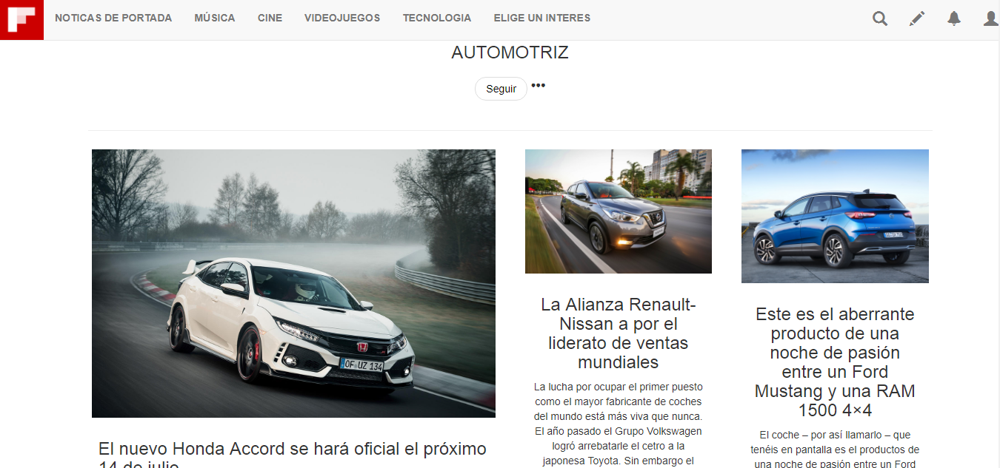 NOTICAS DE PORTADA MÚSICA CINE VIDEOJUEGOS TECNOLOGIA ELIGE UN INTERES
AUTOMOTRIZ
Seguir •••
OF UZ 134
El nuevo Honda Accord se hará oficial el próximo
14 de julio
La Alianza Renault-
Nissan a por el
liderato de ventas
mundiales
La lucha por ocupar el primer puesto
como el mayor fabricante de coches
del mundo está más viva que nunca.
El año pasado el Grupo Volkswagen
logró arrebatarle el cetro a la
japonesa Toyota. Sin embargo el
Este es el aberrante
producto de una
noche de pasión
entre un Ford
Mustang y una RAM
1500 4×4
El coche – por así llamarlo – que
tenéis en pantalla es el productos de
una noche de pasión entre un Ford